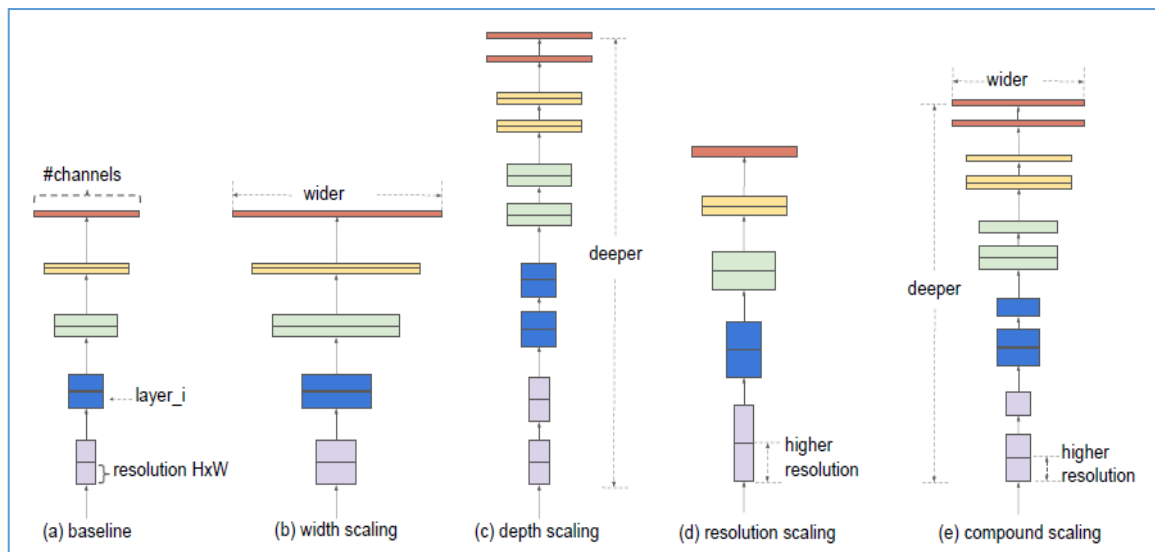 #channels
layer_i
resolution HxW
(a) baseline
wider
(b) width scaling
deeper
(c) depth scaling
higher
resolution
(d) resolution scaling
wider
deeper
higher
resolution
(e) compound scaling